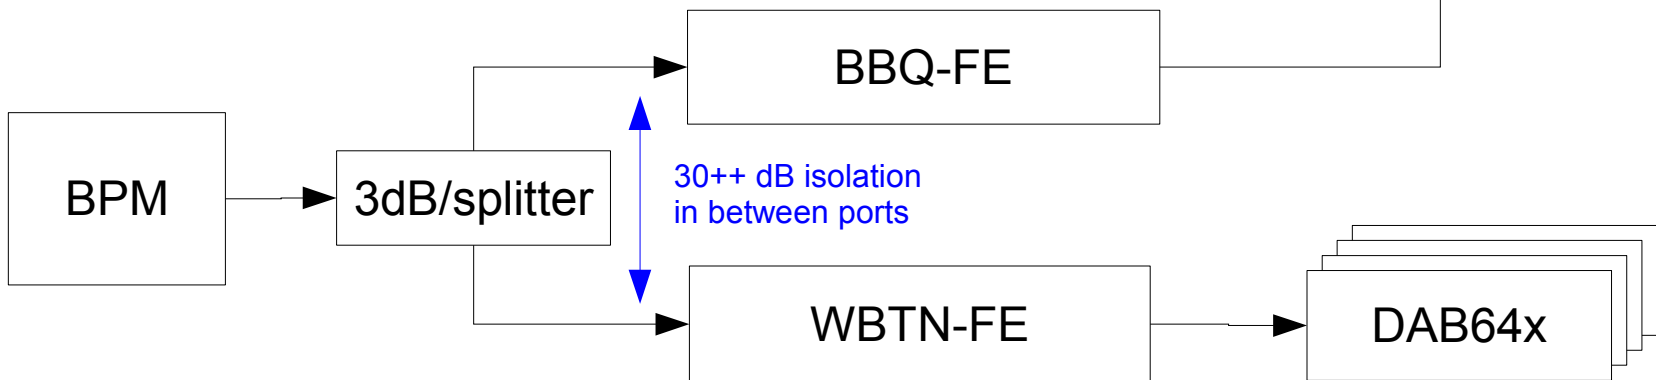 BBQ-FE
BPM
3dB/splitter
30++ dB isolation
in between ports
WBTN-FE
DAB64x